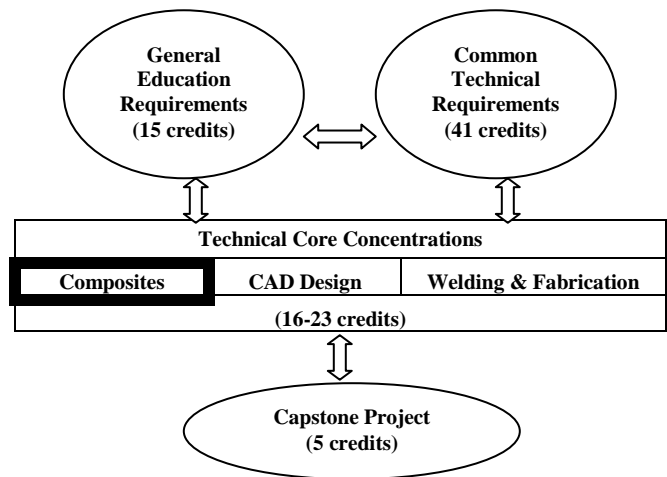 General
Education
Requirements
(15 credits)
Common
Technical
Requirements
(41 credits)
Technical Core Concentrations
Composites
CAD Design
Welding & Fabrication
(16-23 credits)
Capstone Project
(5 credits)